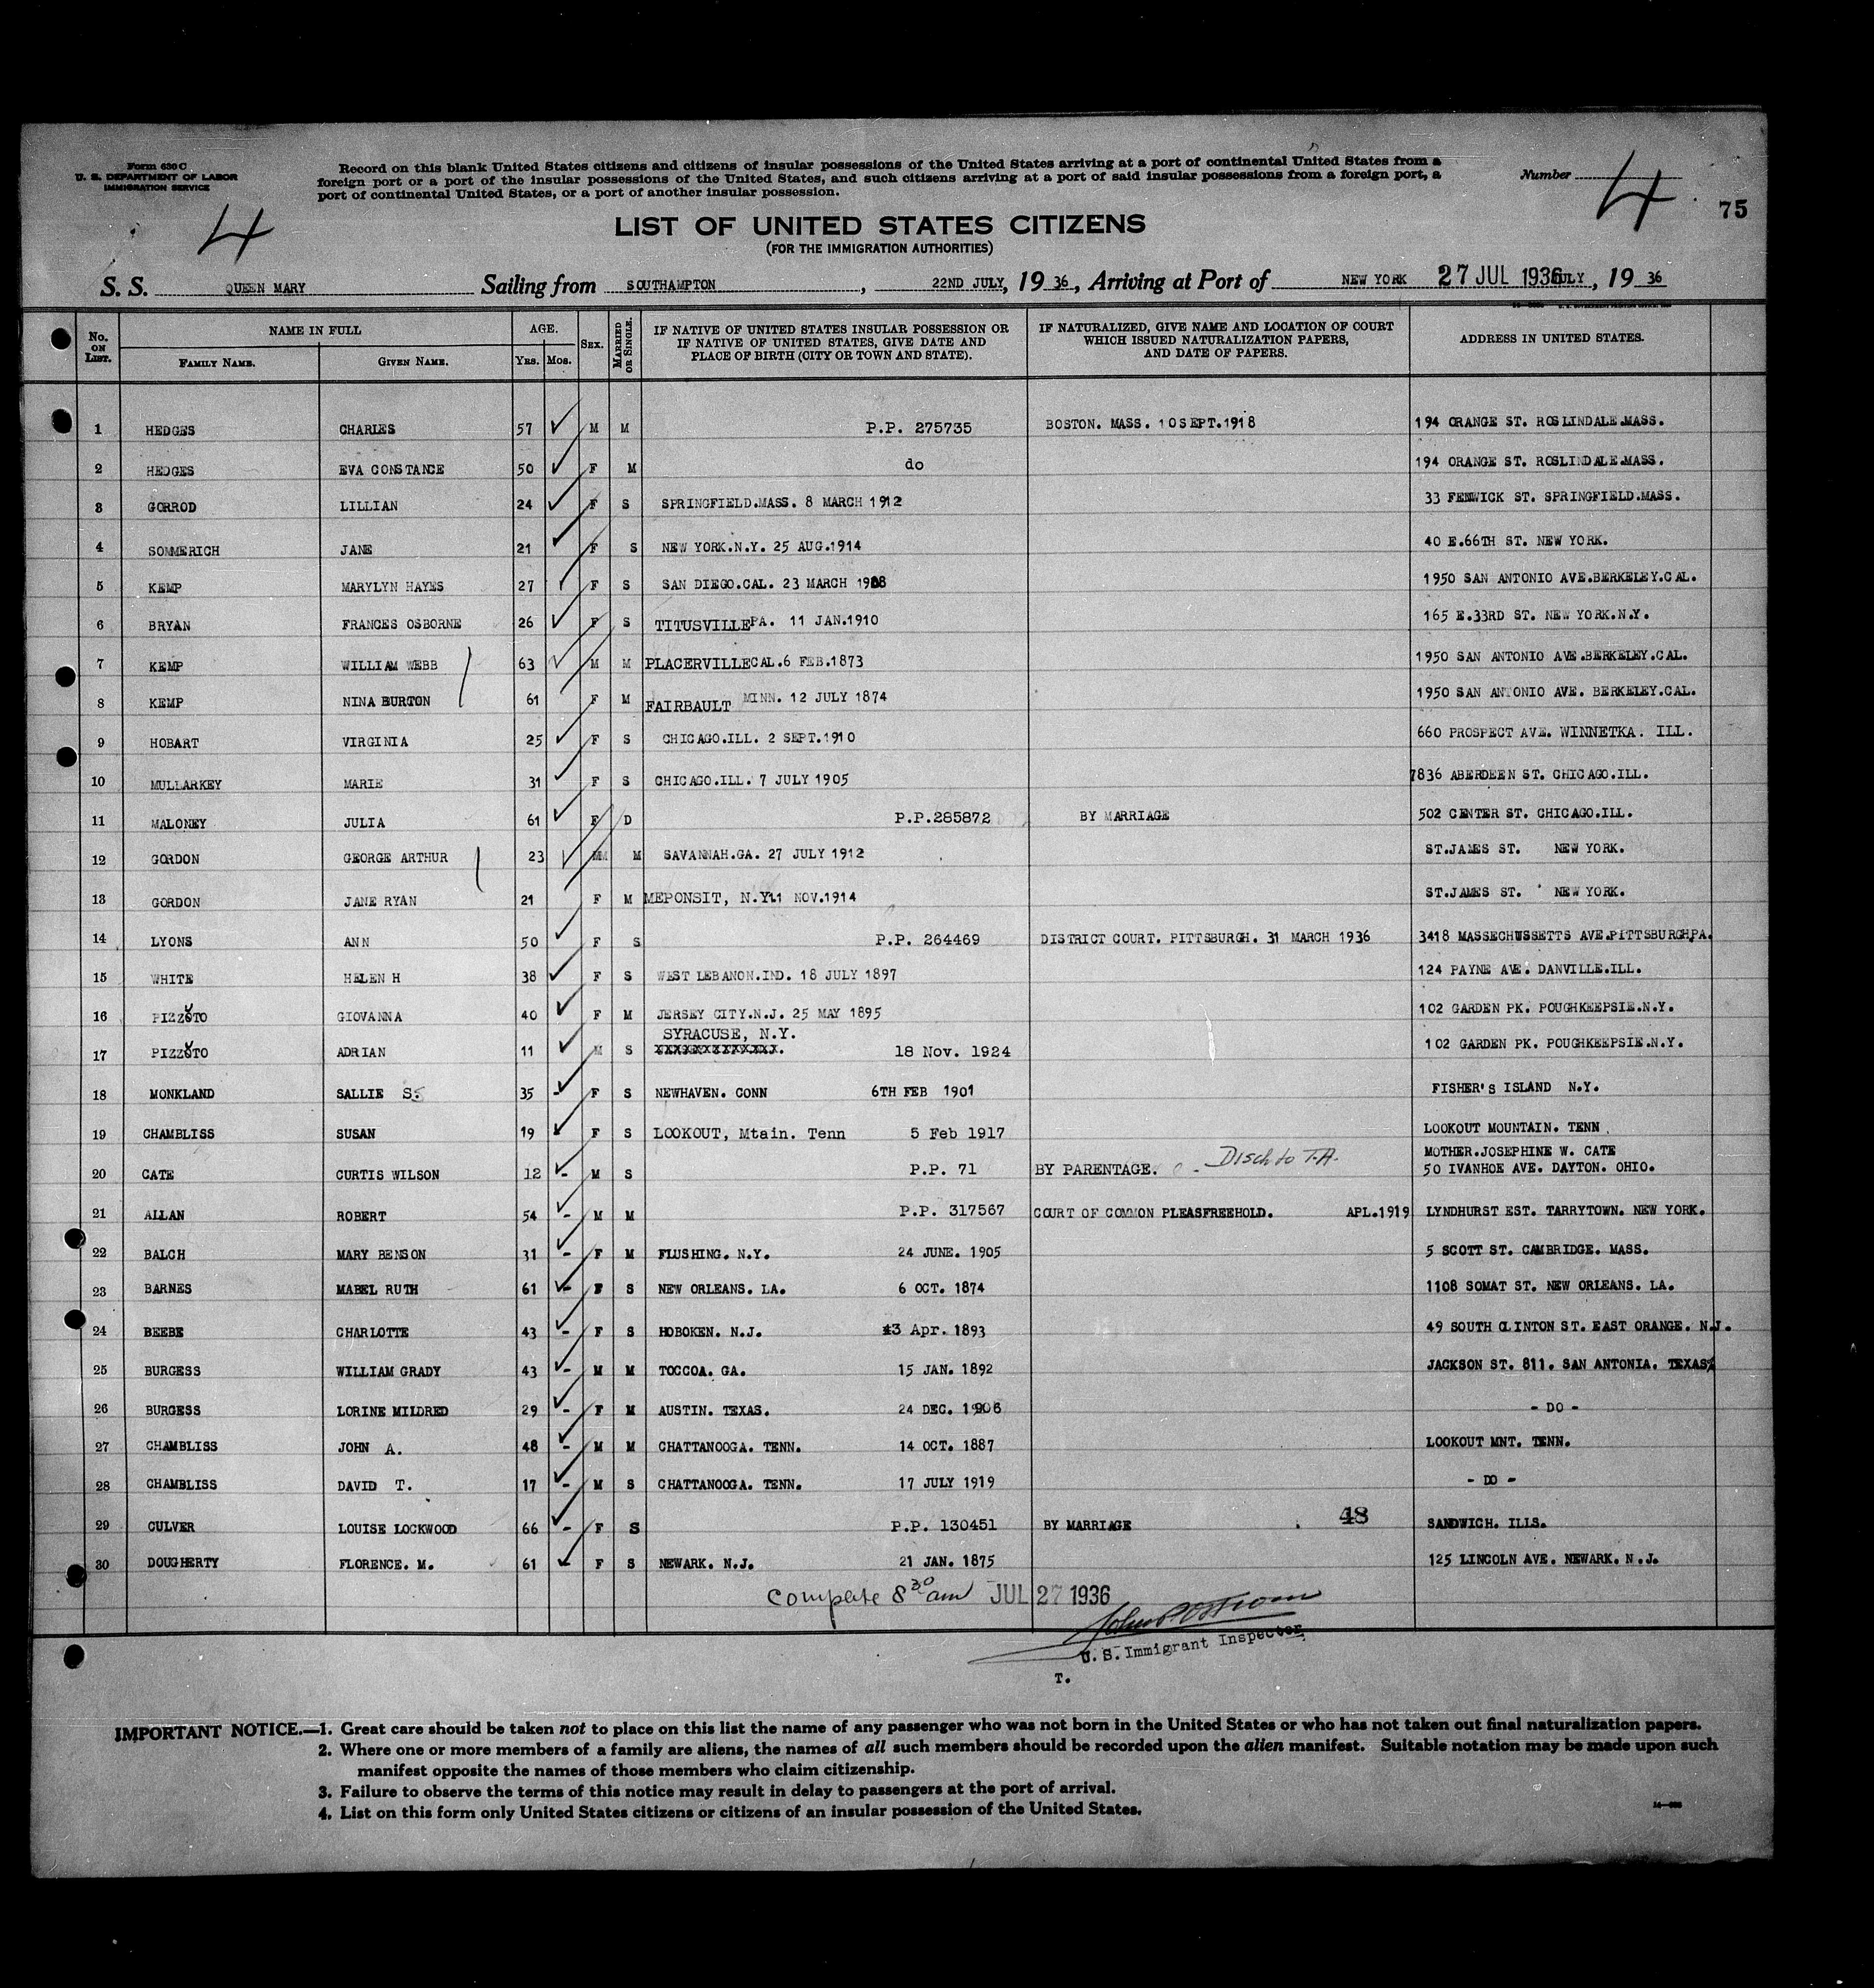 Form 630 C
U. S. DEPARTMENT OF LABOR
IMMIGRATION SERVICE
Record on this blank United States citizens and citizens of insular possessions of the United States arriving at a port of continental United States from a
foreign port or a port of the insular possessions of the United States, and such citizens arriving at a port of said insular possessions from a foreign port, a
port of continental United States, or a port of another insular possession.
Number 4
75
4
LIST OF UNITED STATES CITIZENS
(FOR THE IMMIGRATION AUTHORITIES)
S. S. QUEEN MARY Sailing from SOUTHAMPTON, 22ND JULY, 19 36, Arriving at Port of NEW YORK 27 JUL 1936 JULY, 19 36
No. ON LIST. NAME IN FULL FAMILY NAME. GIVEN NAME. AGE. YRS. MOS. SEX. MARRIED OR SINGLE. IF NATIVE OF UNITED STATES INSULAR POSSESSION OR IF NATIVE OF UNITED STATES, GIVE DATE AND PLACE OF BIRTH (CITY OR TOWN AND STATE). IF NATURALIZED, GIVE NAME AND LOCATION OF COURT WHICH ISSUED NATURALIZATION PAPERS, AND DATE OF PAPERS. ADDRESS IN UNITED STATES.
1 HEDGES CHARLES 57 M M P.P. 275735 BOSTON. MASS. 10SEPT.1918 194 ORANGE ST. ROSLINDALE.MASS.
2 HEDGES EVA CONSTANCE 50 F M do 194 ORANGE ST. ROSLINDALE.MASS.
3 GORROD LILLIAN 24 F S SPRINGFIELD.MASS. 8 MARCH 1912 33 FENWICK ST. SPRINGFIELD.MASS.
4 SOMMERICH JANE 21 F S NEW YORK.N.Y. 25 AUG.1914 40 E.66TH ST. NEW YORK.
5 KEMP MARYLYN HAYES 27 F S SAN DIEGO.CAL. 23 MARCH 1908 1950 SAN ANTONIO AVE.BERKELEY.CAL.
6 BRYAN FRANCES OSBORNE 26 F S TITUSVILLE PA. 11 JAN.1910 165 E.33RD ST. NEW YORK.N.Y.
7 KEMP WILLIAM WEBB 63 M M PLACERVILLE CAL.6 FEB.1873 1950 SAN ANTONIO AVE.BERKELEY.CAL.
8 KEMP NINA BURTON 61 F M FAIRBAULT MINN. 12 JULY 1874 1950 SAN ANTONIO AVE. BERKELEY.CAL.
9 HOBART VIRGINIA 25 F S CHICAGO.ILL. 2 SEPT.1910 660 PROSPECT AVE. WINNETKA. ILL.
10 MULLARKEY MARIE 31 F S CHICAGO.ILL. 7 JULY 1905 7836 ABERDEEN ST. CHICAGO.ILL.
11 MALONEY JULIA 61 F D P.P.285872 BY MARRIAGE 502 CENTER ST. CHICAGO.ILL.
12 GORDON GEORGE ARTHUR 23 M M SAVANNAH.GA. 27 JULY 1912 ST.JAMES ST. NEW YORK.
13 GORDON JANE RYAN 21 F M MEPONSIT, N.Y. 11 NOV.1914 ST.JAMES ST. NEW YORK.
14 LYONS ANN 50 F S P.P. 264469 DISTRICT COURT. PITTSBURGH. 31 MARCH 1936 3418 MASSECHUSSETTS AVE.PITTSBURGH.PA.
15 WHITE HELEN H 38 F S WEST LEBANON.IND. 18 JULY 1897 124 PAYNE AVE. DANVILLE.ILL.
16 PIZZUTO GIOVANNA 40 F M JERSEY CITY.N.J. 25 MAY 1895 102 GARDEN PK. POUGHKEEPSIE.N.Y.
17 PIZZUTO ADRIAN 11 M S SYRACUSE, N.Y. 18 Nov. 1924 102 GARDEN PK. POUGHKEEPSIE.N.Y.
18 MONKLAND SALLIE S. 35 F S NEWHAVEN. CONN 6TH FEB 1901 FISHER'S ISLAND N.Y.
19 CHAMBLISS SUSAN 19 F S LOOKOUT, Mtain. Tenn 5 Feb 1917 LOOKOUT MOUNTAIN. TENN
MOTHER.JOSEPHINE W. CATE
20 CATE CURTIS WILSON 12 - M S P.P. 71 BY PARENTAGE. - Disch to T.A. 50 IVANHOE AVE. DAYTON. OHIO.
21 ALLAN ROBERT 54 - M M P.P. 317567 COURT OF COMMON PLEASFREEHOLD. APL.1919 LYNDHURST EST. TARRYTOWN. NEW YORK.
22 BALCH MARY BENSON 31 - F M FLUSHING. N.Y. 24 JUNE. 1905 5 SCOTT ST. CAMBRIDGE. MASS.
23 BARNES MABEL RUTH 61 - F S NEW ORLEANS. LA. 6 OCT. 1874 1108 SOMAT ST. NEW ORLEANS. LA.
24 BEEBE CHARLOTTE 43 - F S HOBOKEN. N.J. 13 Apr. 1893 49 SOUTH CLINTON ST. EAST ORANGE. N.J.
25 BURGESS WILLIAM GRADY 43 - M M TOCCOA. GA. 15 JAN. 1892 JACKSON ST. 811. SAN ANTONIA. TEXAS
26 BURGESS LORINE MILDRED 29 - F M AUSTIN. TEXAS. 24 DEC. 1906 - DO -
27 CHAMBLISS JOHN A. 48 - M M CHATTANOOGA. TENN. 14 OCT. 1887 LOOKOUT MNT. TENN.
28 CHAMBLISS DAVID T. 17 - M S CHATTANOOGA. TENN. 17 JULY 1919 - DO -
29 CULVER LOUISE LOCKWOOD 66 - F S P.P. 130451 BY MARRIAGE 48 SANDWICH. ILLS.
30 DOUGHERTY FLORENCE. M. 61 F S NEWARK. N.J. 21 JAN. 1875 125 LINCOLN AVE. NEWARK. N.J.
Complete 8 30 am JUL 27 1936
U. S. Immigrant Inspector
T.
IMPORTANT NOTICE.—1. Great care should be taken not to place on this list the name of any passenger who was not born in the United States or who has not taken out final naturalization papers.
2. Where one or more members of a family are aliens, the names of all such members should be recorded upon the alien manifest. Suitable notation may be made upon such
manifest opposite the names of those members who claim citizenship.
3. Failure to observe the terms of this notice may result in delay to passengers at the port of arrival.
4. List on this form only United States citizens or citizens of an insular possession of the United States.